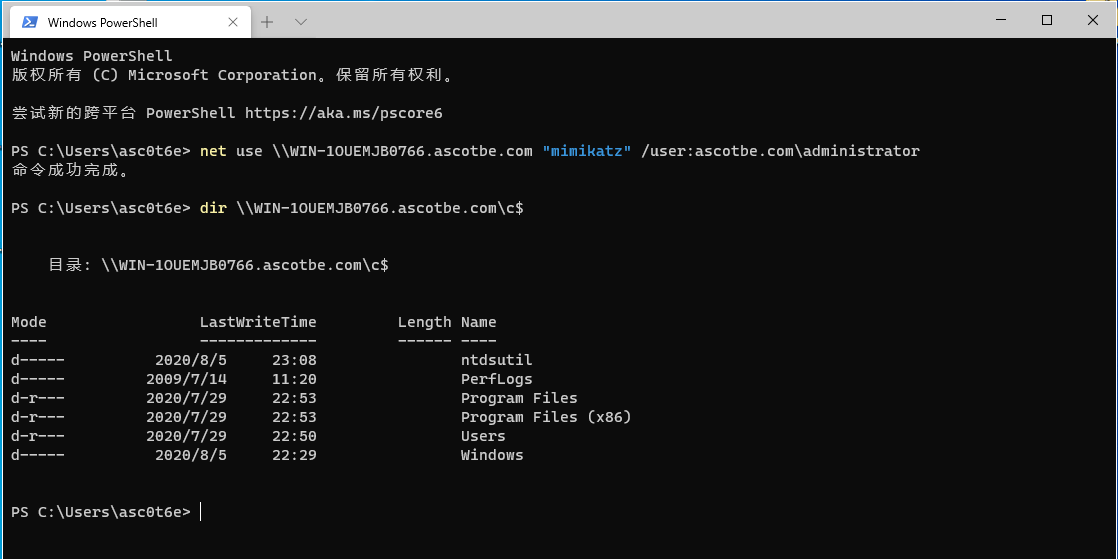 Windows PowerShell
Windows PowerShell
版权所有 (C) Microsoft Corporation。保留所有权利。
尝试新的跨平台 PowerShell https://aka.ms/pscore6
PS C:\Users\asc0t6e> net use \\WIN-1OUEMJB0766.ascotbe.com "mimikatz" /user:ascotbe.com\administrator
命令成功完成。
PS C:\Users\asc0t6e> dir \\WIN-1OUEMJB0766.ascotbe.com\c$
目录: \\WIN-1OUEMJB0766.ascotbe.com\c$
Mode                 LastWriteTime         Length Name
----                 -------------         ------ ----
d-----          2020/8/5     23:08                ntdsutil
d-----         2009/7/14     11:20                PerfLogs
d-r---         2020/7/29     22:53                Program Files
d-r---         2020/7/29     22:53                Program Files (x86)
d-r---         2020/7/29     22:50                Users
d-----          2020/8/5     22:29                Windows
PS C:\Users\asc0t6e>